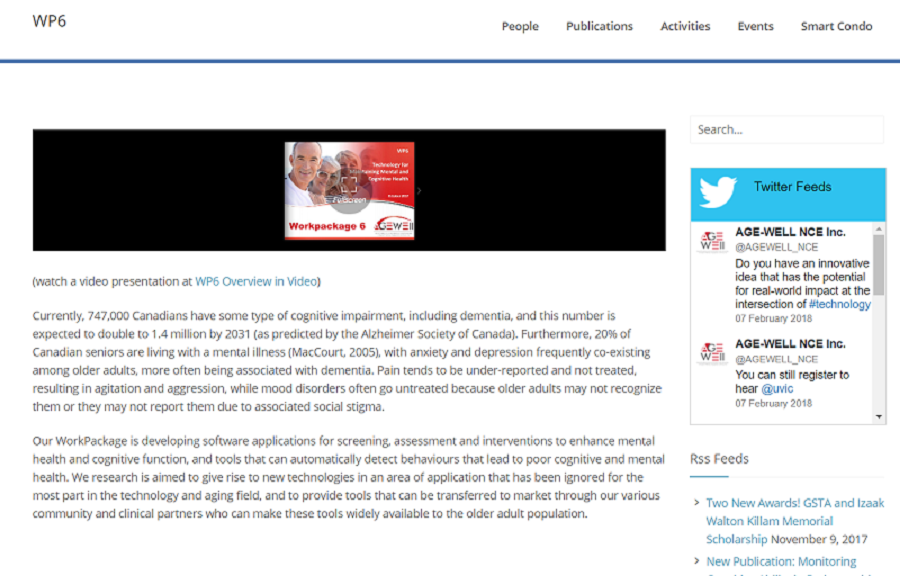 WP6
People Publications Activities Events Smart Condo
WP6
Technology for
Maintaining Mental and
Cognitive Health
FullScreen
Workpackage 6 AGEWELL
(watch a video presentation at WP6 Overview in Video)
Currently, 747,000 Canadians have some type of cognitive impairment, including dementia, and this number is
expected to double to 1.4 million by 2031 (as predicted by the Alzheimer Society of Canada). Furthermore, 20% of
Canadian seniors are living with a mental illness (MacCourt, 2005), with anxiety and depression frequently co-existing
among older adults, more often being associated with dementia. Pain tends to be under-reported and not treated,
resulting in agitation and aggression, while mood disorders often go untreated because older adults may not recognize
them or they may not report them due to associated social stigma.
Our WorkPackage is developing software applications for screening, assessment and interventions to enhance mental
health and cognitive function, and tools that can automatically detect behaviours that lead to poor cognitive and mental
health. We research is aimed to give rise to new technologies in an area of application that has been ignored for the
most part in the technology and aging field, and to provide tools that can be transferred to market through our various
community and clinical partners who can make these tools widely available to the older adult population.
Search...
Twitter Feeds
AGE WELL
AGE-WELL NCE Inc.
@AGEWELL_NCE
Do you have an innovative
idea that has the potential
for real-world impact at the
intersection of #technology
07 February 2018
AGE WELL
AGE-WELL NCE Inc.
@AGEWELL_NCE
You can still register to
hear @uvic
07 February 2018
Rss Feeds
Two New Awards! GSTA and Izaak
Walton Killam Memorial
Scholarship November 9, 2017
New Publication: Monitoring